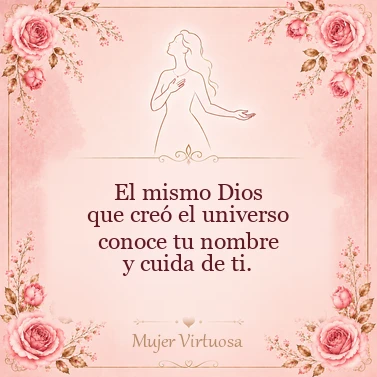 El mismo Dios
que creó el universo
conoce tu nombre
y cuida de ti.
Mujer Virtuosa